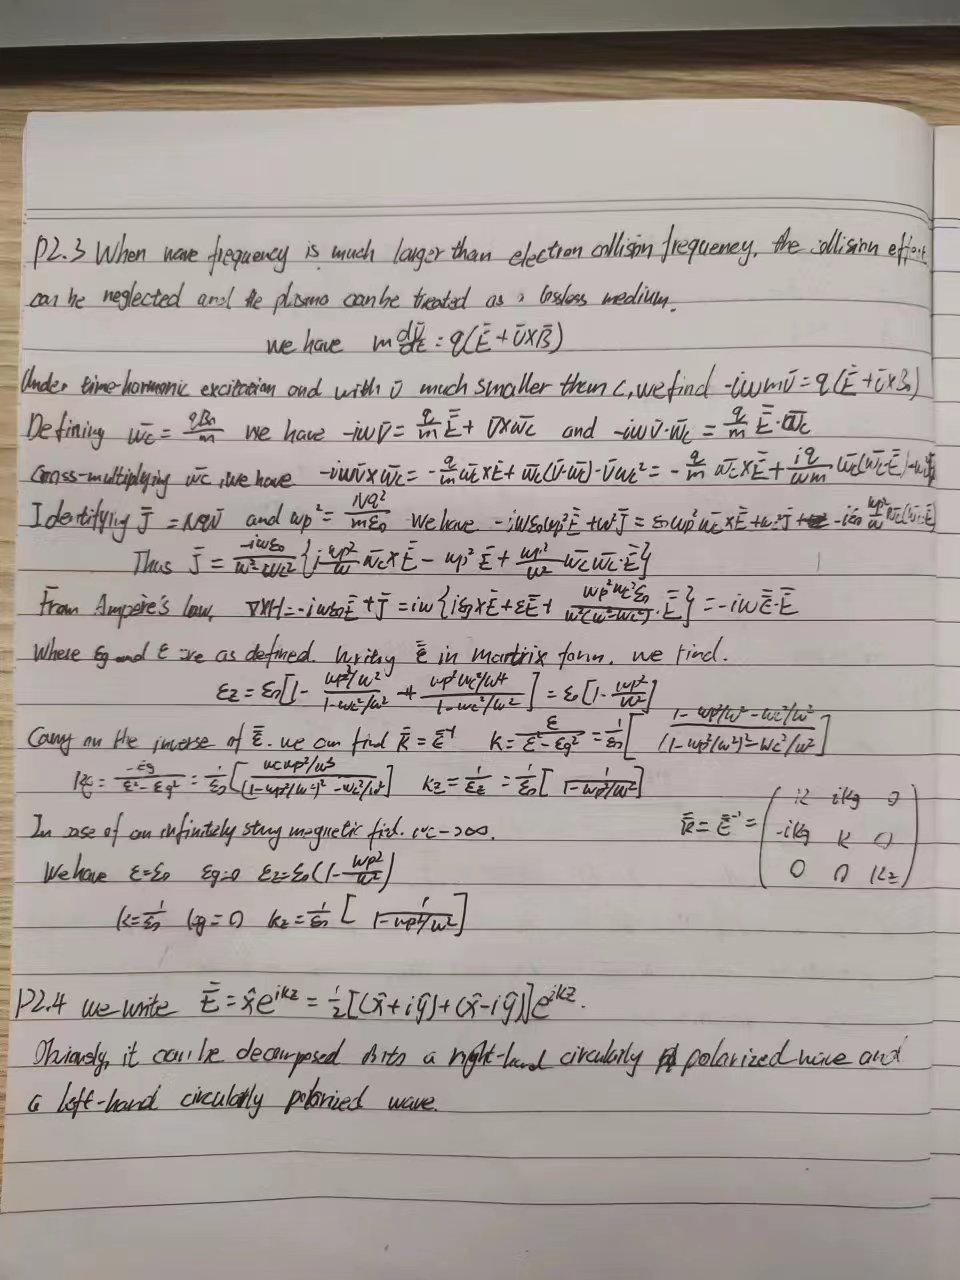 P2.3 When wave frequency is much larger than electron collision frequency, the collision effect
can be neglected and the plasma can be treated as a lossless medium.
we have m dv̄/dt = q(Ē + v̄×B̄)
Under time-harmonic excitation and with v̄ much smaller than c, we find -iωmv̄ = q(Ē + v̄×B₀)
Defining ω̄c = qB₀/m we have -iωv̄ = q/m Ē + v̄×ω̄c and -iωv̄·ω̄c = q/m Ē·ω̄c
Cross-multiplying ω̄c, we have -iωv̄×ω̄c = -q/m ω̄c×Ē + ω̄c(v̄·ω̄c) - v̄ωc² = -q/m ω̄c×Ē + iq/ωm ω̄c(ω̄c·Ē)
Identifying J̄ = Nqv̄ and ωp² = Nq²/mε₀ We have -iωε₀ωp²Ē + ω²J̄ = ε₀ωp²ω̄c×Ē + ωc²J̄ - iε₀ ωp²/ω ω̄c(ω̄c·Ē)
Thus J̄ = -iωε₀/ω²-ωc² {i ωp²/ω ω̄c×Ē - ωp²Ē + ωp²/ω² ω̄c ω̄c·Ē}
From Ampere's law, ∇×H = -iωε₀Ē + J̄ = iω{iεg×Ē + εĒ + ωp²ωc²ε₀/ω²(ω²-ωc²)·Ē} = -iωε̿·Ē
Where εg and ε are as defined. Writing ε̿ in martrix form, we find.
εz = ε₀[1 - ωp²/ω²/1-ωc²/ω² + ωp²ωc²/ω⁴/1-ωc²/ω²] = ε₀[1 - ωp²/ω²]
Carry on the inverse of ε̿. we can find K̿ = ε̿⁻¹ K = ε/ε²-εg² = 1/ε₀[1-ωp²/ω²-ωc²/ω²/(1-ωp²/ω²)²-ωc²/ω²]
Kg = -εg/ε²-εg² = 1/ε₀[ωcωp²/ω³/(1-ωp²/ω²)²-ωc²/ω²] Kz = 1/εz = 1/ε₀[1/1-ωp²/ω²]
K̿ = ε̿⁻¹ = ( K iKg 0
-iKg K 0
0 0 Kz )
In case of an infinitely strong magnetic fied. ωc→∞.
We have ε=ε₀ εg=0 εz=ε₀(1-ωp²/ω²)
K=1/ε₀ Kg=0 Kz=1/ε₀[1/1-ωp²/ω²]
P2.4 we write Ē = x̂e^{ikz} = 1/2[(x̂+iŷ)+(x̂-iŷ)]e^{ikz}.
Obviously, it can be decomposed into a right-hand circularly polarized wave and
a left-hand circularly polarized wave.